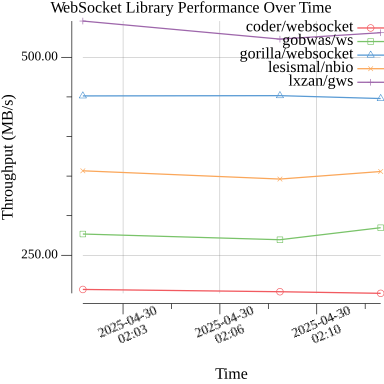 WebSocket Library Performance Over Time
coder/websocket
gobwas/ws
gorilla/websocket
lesismal/nbio
lxzan/gws
500.00
250.00
Throughput (MB/s)
2025-04-30
02:03
2025-04-30
02:06
2025-04-30
02:10
Time